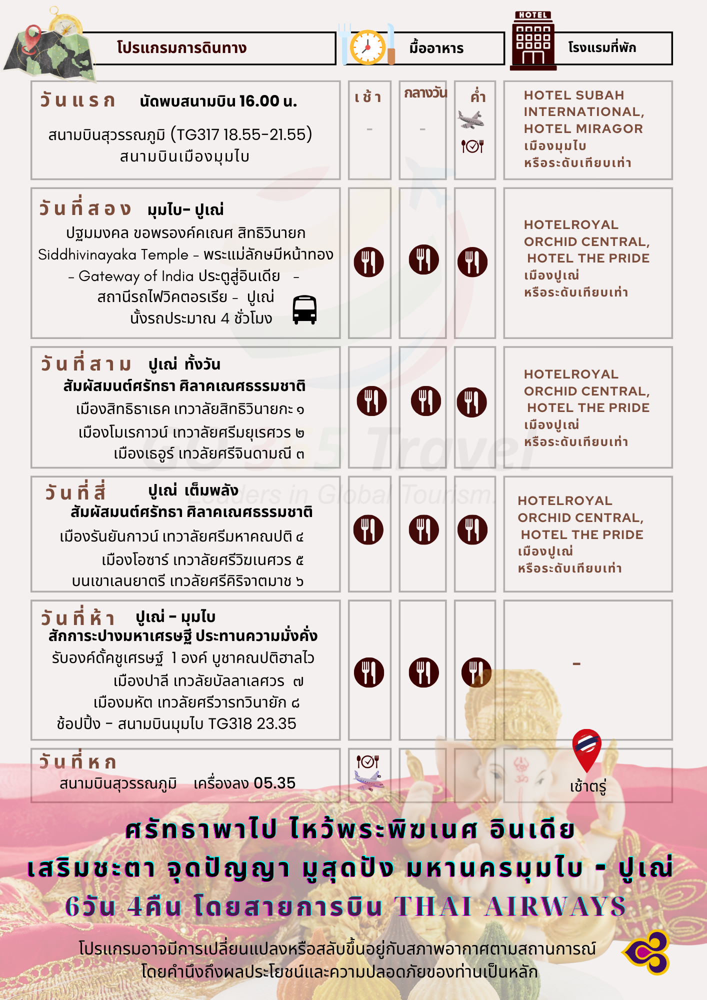 HOTEL
โปรแกรมการดินทาง
มื้ออาหาร
โรงแรมที่พัก
วันแรก นัดพบสนามบิน 16.00 น.
สนามบินสุวรรณภูมิ (TG317 18.55-21.55)
สนามบินเมืองมุมไบ
เช้า
-
กลางวัน
-
ค่ำ
HOTEL SUBAH
INTERNATIONAL,
HOTEL MIRAGOR
เมืองมุมไบ
หรือระดับเทียบเท่า
วันที่สอง มุมไบ- ปูเณ่
ปฐมมงคล ขอพรองค์คเณศ สิทธิวินายก
Siddhivinayaka Temple - พระแม่ลักษมีหน้าทอง
- Gateway of India ประตูสู่อินเดีย -
สถานีรถไฟวิคตอรเรีย - ปูเณ่
นั้งรถประมาณ 4 ชั่วโมง
HOTELROYAL
ORCHID CENTRAL,
HOTEL THE PRIDE
เมืองปูเณ่
หรือระดับเทียบเท่า
วันที่สาม ปูเณ่ ทั้งวัน
สัมผัสมนต์ศรัทธา ศิลาคเณศธรรมชาติ
เมืองสิทธิธาเธค เทวาลัยสิทธิวินายกะ ๑
เมืองโมเรกาวน์ เทวาลัยศรีมยุเรศวร ๒
เมืองเธอูร์ เทวลัยศรีจินดามณี ๓
HOTELROYAL
ORCHID CENTRAL,
HOTEL THE PRIDE
เมืองปูเณ่
หรือระดับเทียบเท่า
GO 365 Travel
Leaders in Global Tourism.
วันที่สี่ ปูเณ่ เต็มพลัง
สัมผัสมนต์ศรัทธา ศิลาคเณศธรรมชาติ
เมืองรันยันกาวน์ เทวาลัยศรีมหาคณปติ ๔
เมืองโอซาร์ เทวาลัยศรีวิฆเนศวร ๕
บนเขาเลนยาตรี เทวลัยศรีคิริจาตมาช ๖
HOTELROYAL
ORCHID CENTRAL,
HOTEL THE PRIDE
เมืองปูเณ่
หรือระดับเทียบเท่า
วันที่ห้า ปูเณ่ - มุมไบ
สักการะปางมหาเศรษฐี ประทานความมั่งคั่ง
รับองค์ดั้คชูเศรษฐ์ 1 องค์ บูชาคณปติฮาลไว
เมืองปาลี เทวลัยบัลลาเลศวร ๗
เมืองมหัต เทวลัยศรีวารทวินายัก ๘
ช้อปปิ้ง - สนามบินมุมไบ TG318 23.35
-
วันที่หก
สนามบินสุวรรณภูมิ เครื่องลง 05.35
เช้าตรู่
ศรัทธาพาไป ไหว้พระพิฆเนศ อินเดีย
เสริมชะตา จุดปัญญา มูสุดปัง มหานครมุมไบ - ปูเณ่
6วัน 4คืน โดยสายการบิน THAI AIRWAYS
โปรแกรมอาจมีการเปลี่ยนแปลงหรือสลับขึ้นอยู่กับสภาพอากาศตามสถานการณ์
โดยคำนึงถึงผลประโยชน์และความปลอดภัยของท่านเป็นหลัก